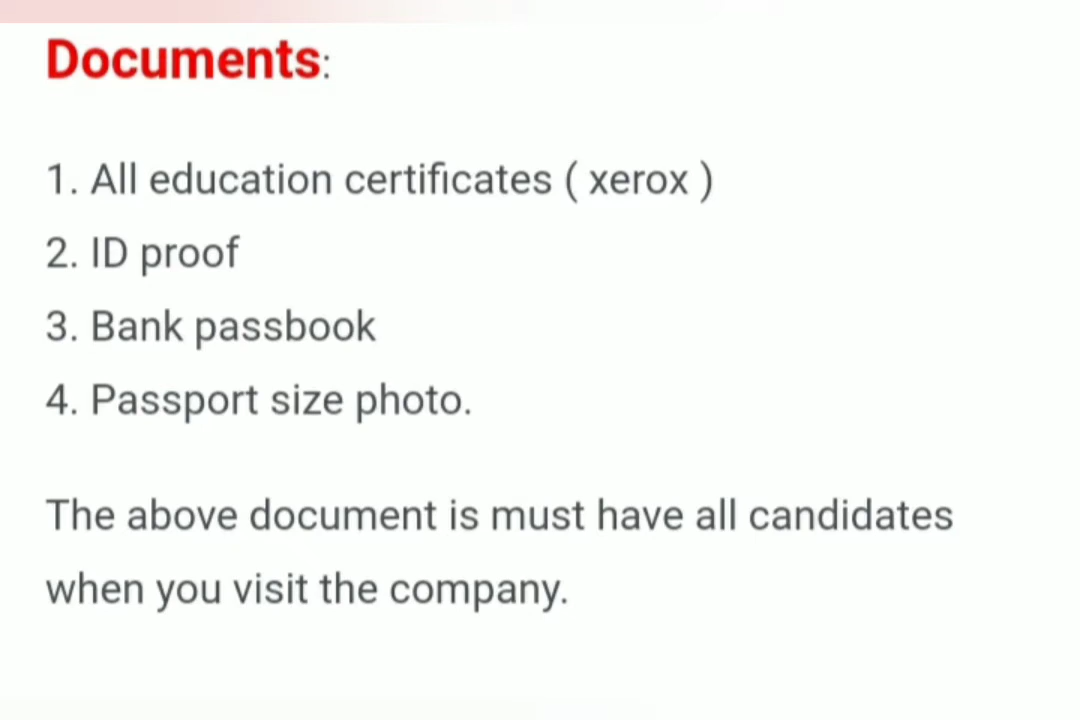 Documents:
1. All education certificates ( xerox )
2. ID proof
3. Bank passbook
4. Passport size photo.
The above document is must have all candidates
when you visit the company.